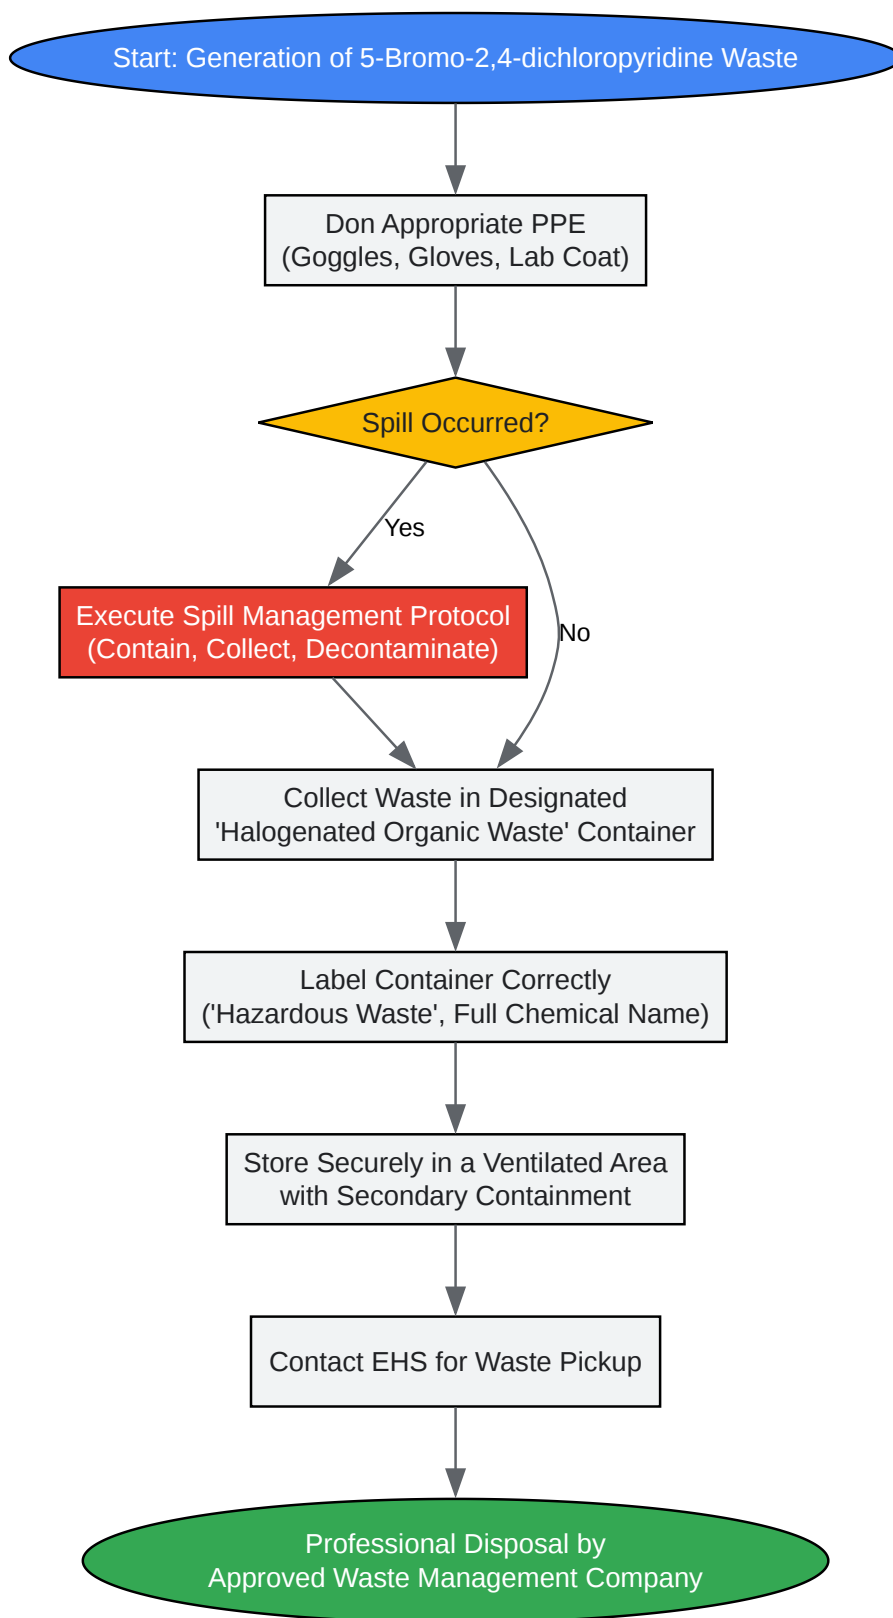 Start: Generation of 5-Bromo-2,4-dichloropyridine Waste
Don Appropriate PPE
(Goggles, Gloves, Lab Coat)
Spill Occurred?
Yes
Execute Spill Management Protocol
(Contain, Collect, Decontaminate)
No
Collect Waste in Designated
'Halogenated Organic Waste' Container
Label Container Correctly
('Hazardous Waste', Full Chemical Name)
Store Securely in a Ventilated Area
with Secondary Containment
Contact EHS for Waste Pickup
Professional Disposal by
Approved Waste Management Company